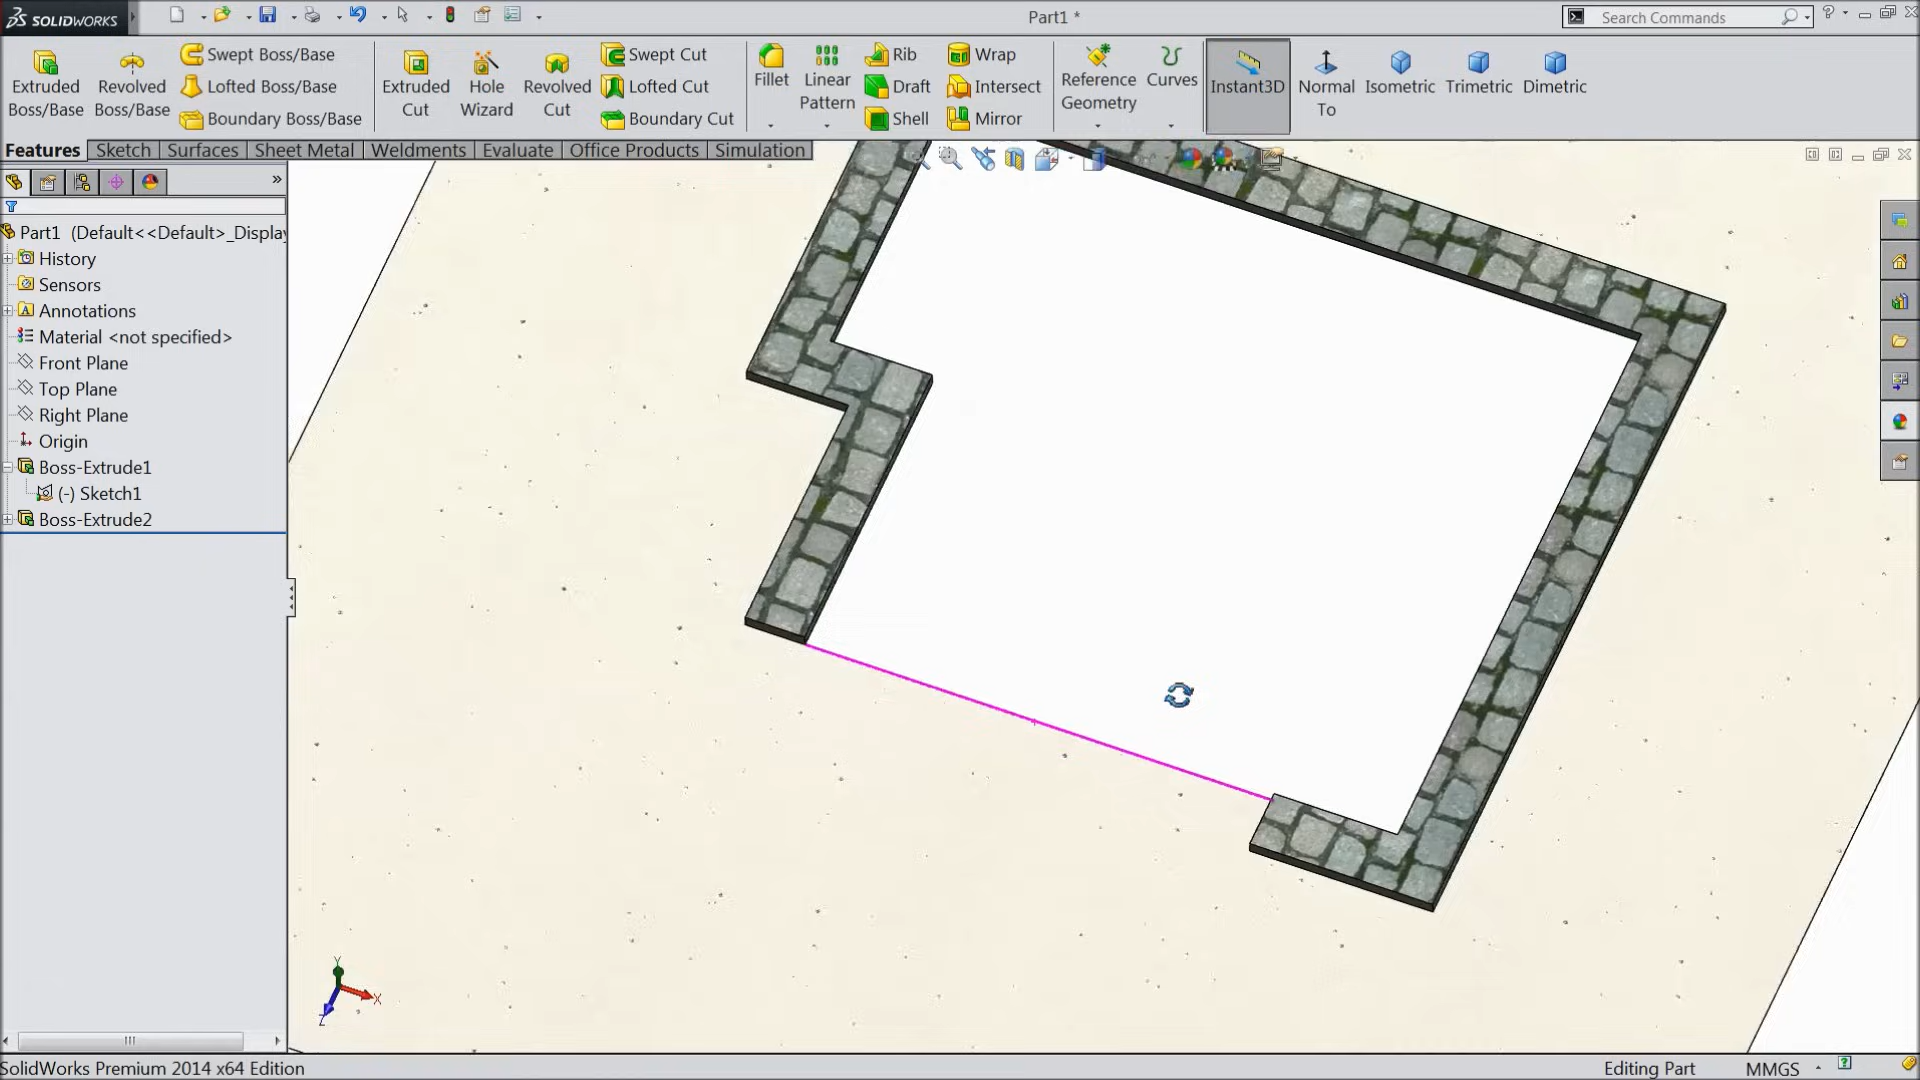 SOLIDWORKS
Part1 *
Search Commands
Extruded Boss/Base
Revolved Boss/Base
Swept Boss/Base
Lofted Boss/Base
Boundary Boss/Base
Extruded Cut
Hole Wizard
Revolved Cut
Swept Cut
Lofted Cut
Boundary Cut
Fillet
Linear Pattern
Rib
Draft
Shell
Wrap
Intersect
Mirror
Reference Geometry
Curves
Instant3D
Normal To
Isometric
Trimetric
Dimetric
Features
Sketch
Surfaces
Sheet Metal
Weldments
Evaluate
Office Products
Simulation
Part1 (Default<<Default>_Display
History
Sensors
Annotations
Material <not specified>
Front Plane
Top Plane
Right Plane
Origin
Boss-Extrude1
(-) Sketch1
Boss-Extrude2
Y
X
Z
SolidWorks Premium 2014 x64 Edition
Editing Part
MMGS